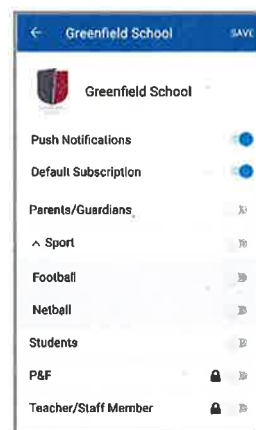 Greenfield School SAVE
Greenfield School
Push Notifications
Default Subscription
Parents/Guardians
Sport
Football
Netball
Students
P&F
Teacher/Staff Member